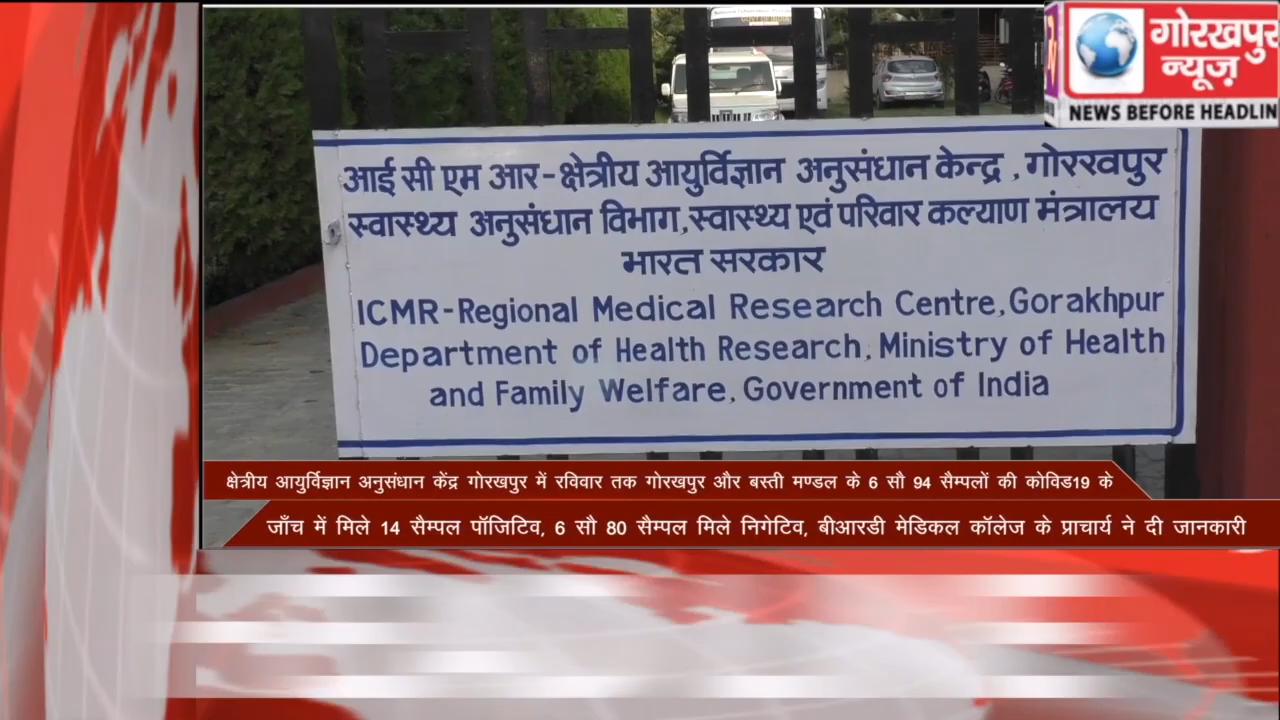 गोरखपुर
न्यूज़
NEWS BEFORE HEADLIN
आई सी एम आर-क्षेत्रीय आयुर्विज्ञान अनुसंधान केन्द्र, गोरखपुर
स्वास्थ्य अनुसंधान विभाग, स्वास्थ्य एवं परिवार कल्याण मंत्रालय
भारत सरकार
ICMR-Regional Medical Research Centre, Gorakhpur
Department of Health Research, Ministry of Health
and Family Welfare, Government of India
क्षेत्रीय आयुर्विज्ञान अनुसंधान केंद्र गोरखपुर में रविवार तक गोरखपुर और बस्ती मण्डल के 6 सौ 94 सैम्पलों की कोविड19 के
जाँच में मिले 14 सैम्पल पॉजिटिव, 6 सौ 80 सैम्पल मिले निगेटिव, बीआरडी मेडिकल कॉलेज के प्राचार्य ने दी जानकारी